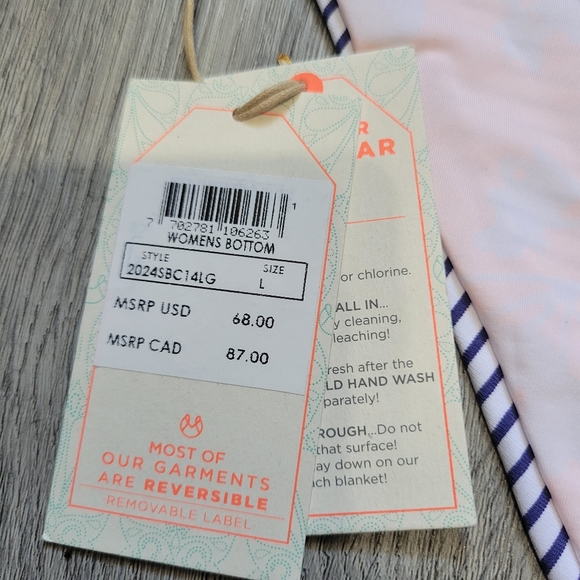 7 702781 106263 1
WOMENS BOTTOM
STYLE SIZE
2024SBC14LG L
MSRP USD 68.00
MSRP CAD 87.00
MOST OF
OUR GARMENTS
ARE REVERSIBLE
REMOVABLE LABEL
R
AR
or chlorine.
ALL IN...
y cleaning,
leaching!
resh after the
LD HAND WASH
parately!
ROUGH...Do not
that surface!
ay down on our
ch blanket!